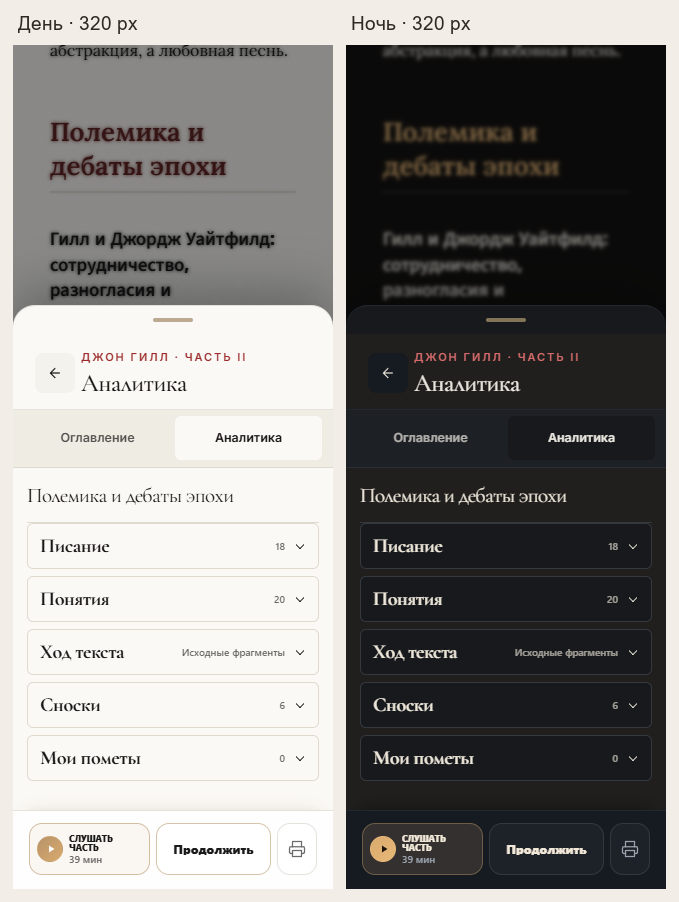 День · 320 px
абстракция, а любовная песнь.
Полемика и
дебаты эпохи
Гилл и Джордж Уайтфилд:
сотрудничество,
разногласия и
ДЖОН ГИЛЛ · ЧАСТЬ II
Аналитика
Оглавление
Аналитика
Полемика и дебаты эпохи
Писание 18
Понятия 20
Ход текста Исходные фрагменты
Сноски 6
Мои пометы 0
СЛУШАТЬ
ЧАСТЬ
39 мин
Продолжить
Ночь · 320 px
абстракция, а любовная песнь.
Полемика и
дебаты эпохи
Гилл и Джордж Уайтфилд:
сотрудничество,
разногласия и
ДЖОН ГИЛЛ · ЧАСТЬ II
Аналитика
Оглавление
Аналитика
Полемика и дебаты эпохи
Писание 18
Понятия 20
Ход текста Исходные фрагменты
Сноски 6
Мои пометы 0
СЛУШАТЬ
ЧАСТЬ
39 мин
Продолжить